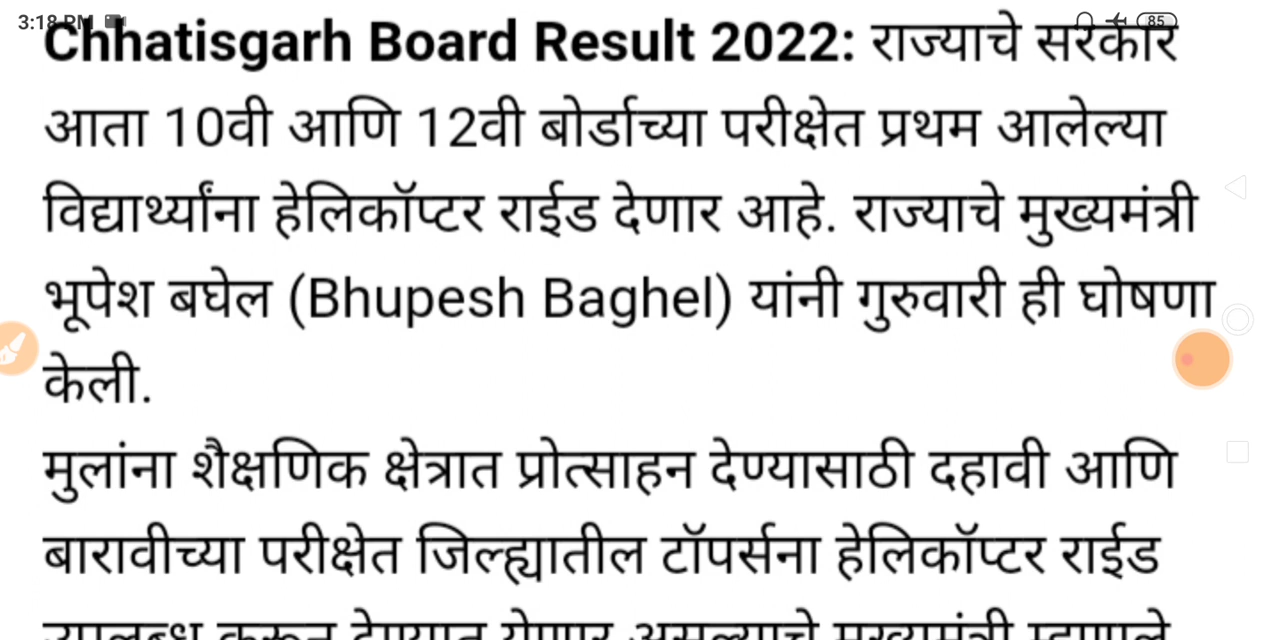 3:18 PM
85
Chhatisgarh Board Result 2022: राज्याचे सरकार
आता 10वी आणि 12वी बोर्डाच्या परीक्षेत प्रथम आलेल्या
विद्यार्थ्यांना हेलिकॉप्टर राईड देणार आहे. राज्याचे मुख्यमंत्री
भूपेश बघेल (Bhupesh Baghel) यांनी गुरुवारी ही घोषणा
केली.
मुलांना शैक्षणिक क्षेत्रात प्रोत्साहन देण्यासाठी दहावी आणि
बारावीच्या परीक्षेत जिल्ह्यातील टॉपर्सना हेलिकॉप्टर राईड